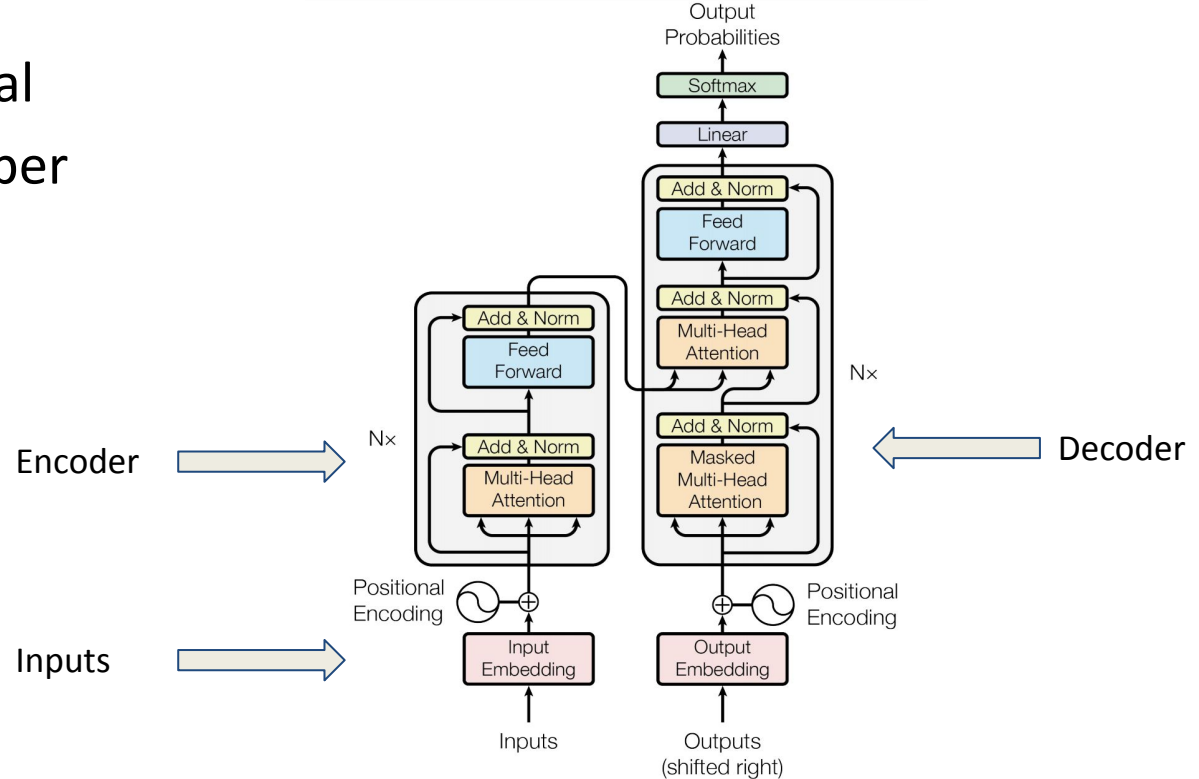 al
per
Output
Probabilities
Softmax
Linear
Add & Norm
Feed
Forward
Add & Norm
Multi-Head
Attention
Nx
Add & Norm
Masked
Multi-Head
Attention
Positional
Encoding
Output
Embedding
Outputs
(shifted right)
Decoder
Add & Norm
Feed
Forward
Nx
Add & Norm
Multi-Head
Attention
Encoder
Positional
Encoding
Input
Embedding
Inputs
Inputs